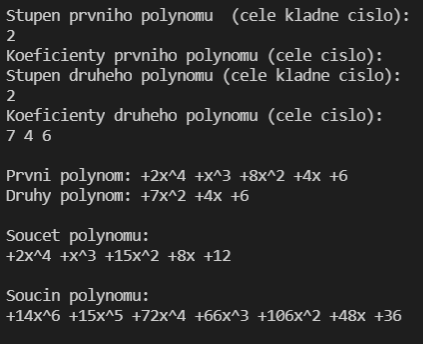 Stupen prvniho polynomu  (cele kladne cislo):
2
Koeficienty prvniho polynomu (cele cislo):
Stupen druheho polynomu (cele kladne cislo):
2
Koeficienty druheho polynomu (cele cislo):
7 4 6
Prvni polynom: +2x^4 +x^3 +8x^2 +4x +6
Druhy polynom: +7x^2 +4x +6
Soucet polynomu:
+2x^4 +x^3 +15x^2 +8x +12
Soucin polynomu:
+14x^6 +15x^5 +72x^4 +66x^3 +106x^2 +48x +36